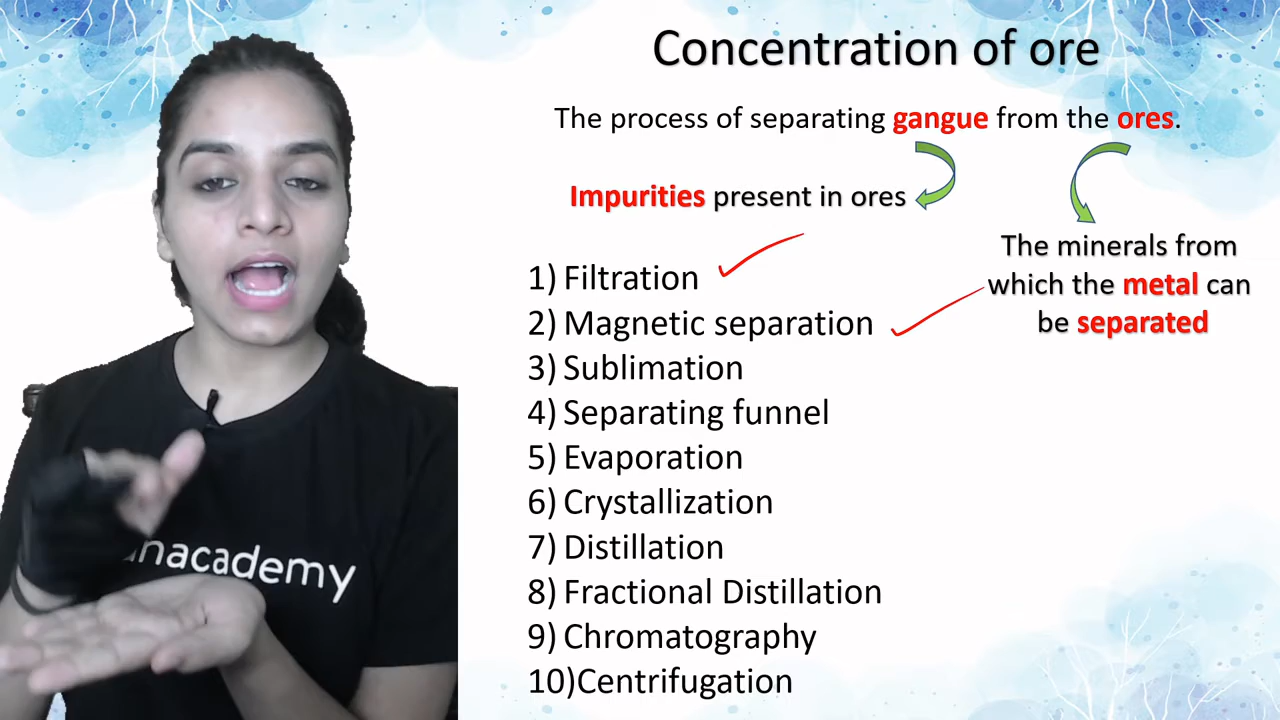 Concentration of ore
The process of separating gangue from the ores.
Impurities present in ores
The minerals from
which the metal can
be separated
1) Filtration
2) Magnetic separation
3) Sublimation
4) Separating funnel
5) Evaporation
6) Crystallization
7) Distillation
8) Fractional Distillation
9) Chromatography
10)Centrifugation